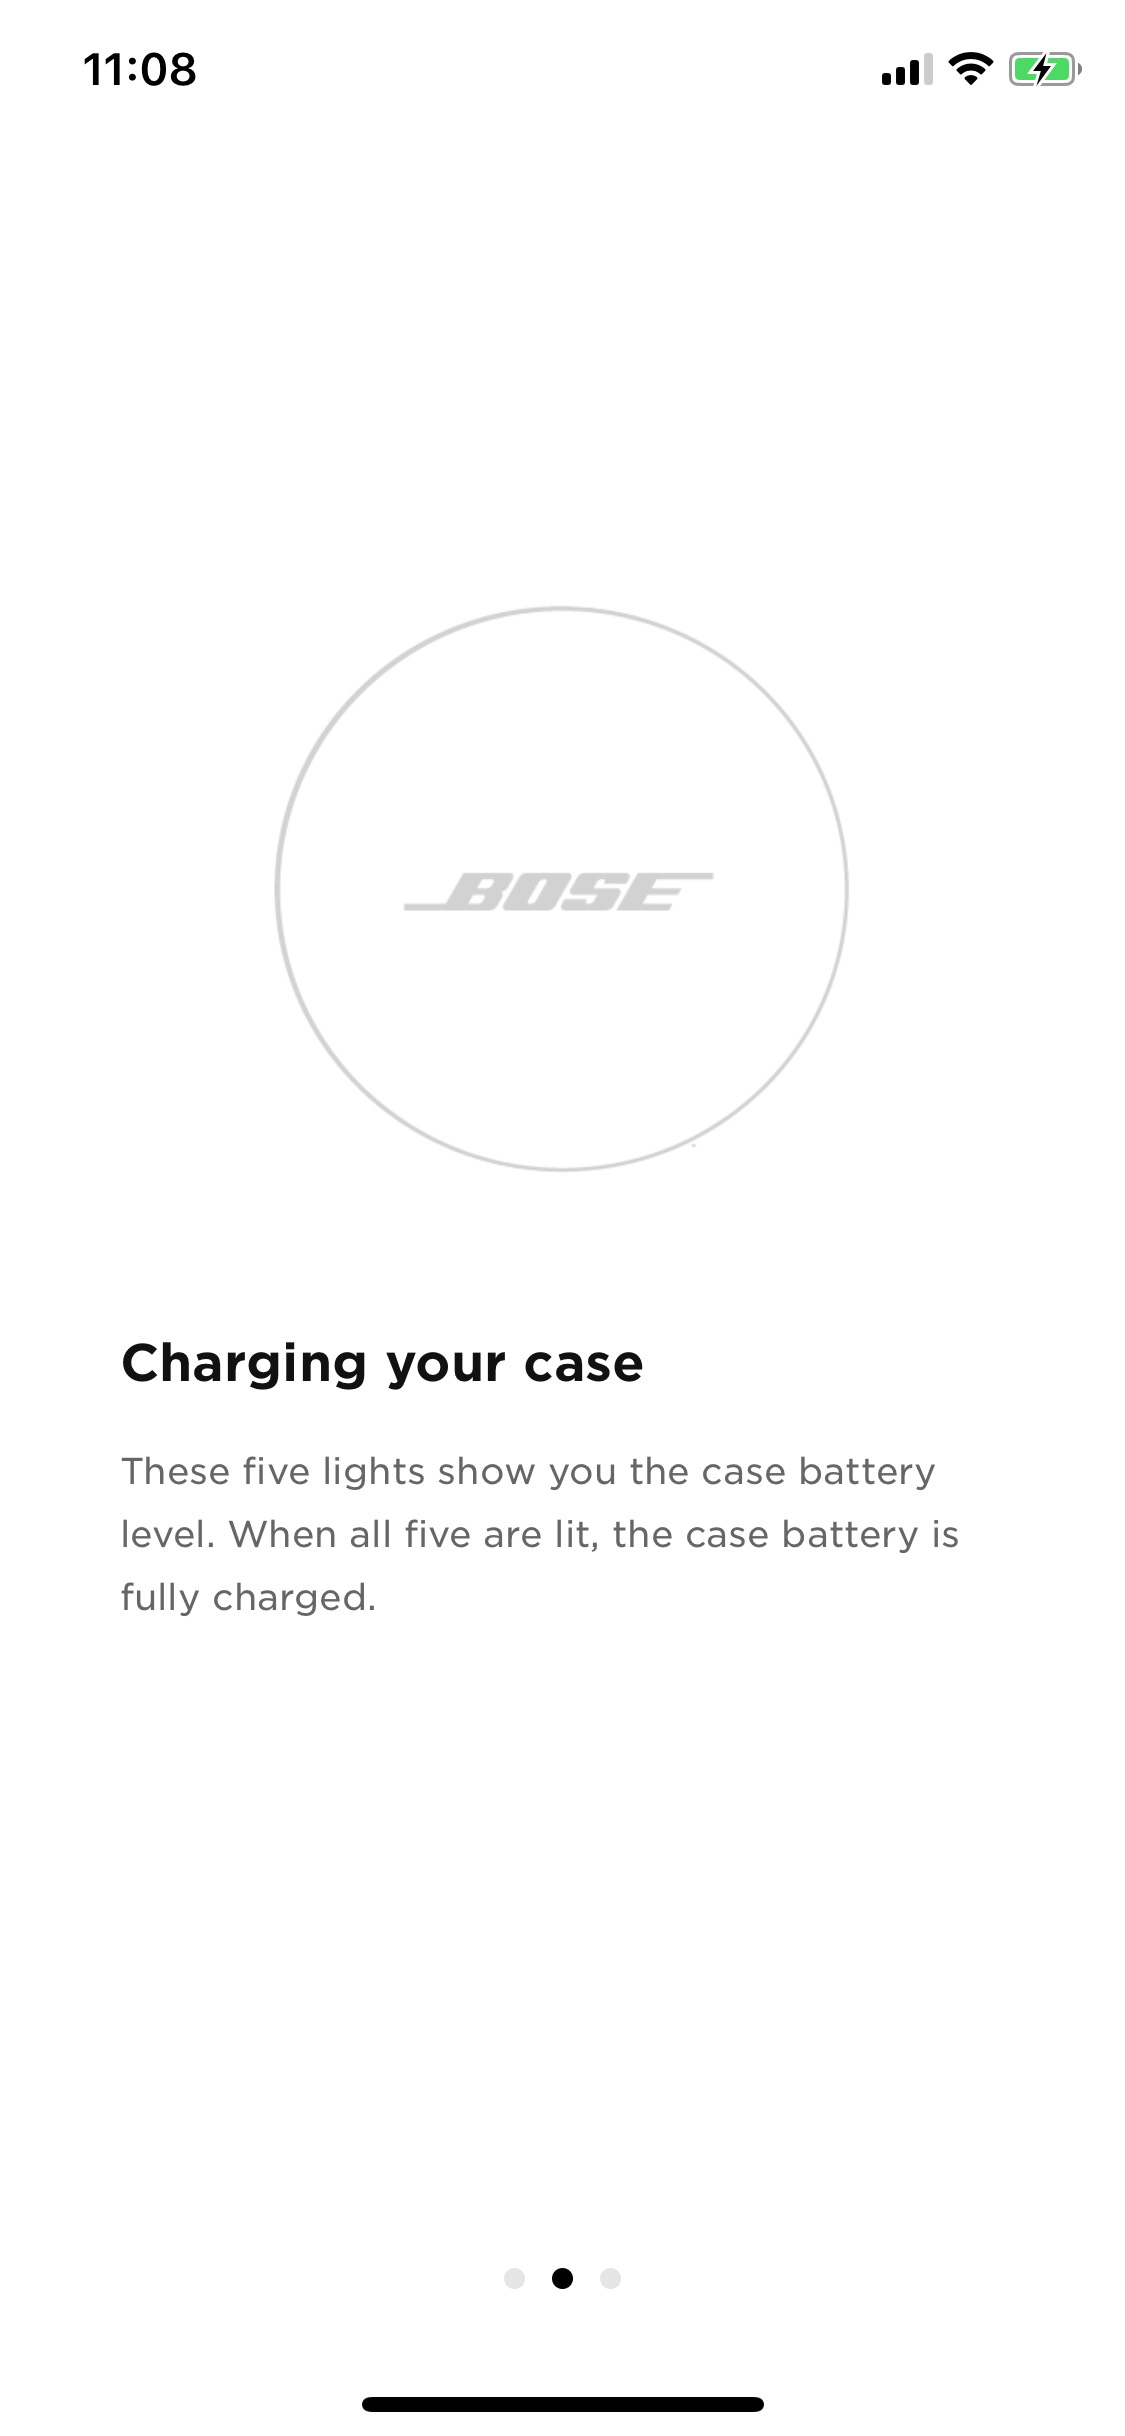 11:08
BOSE
Charging your case
These five lights show you the case battery
level. When all five are lit, the case battery is
fully charged.